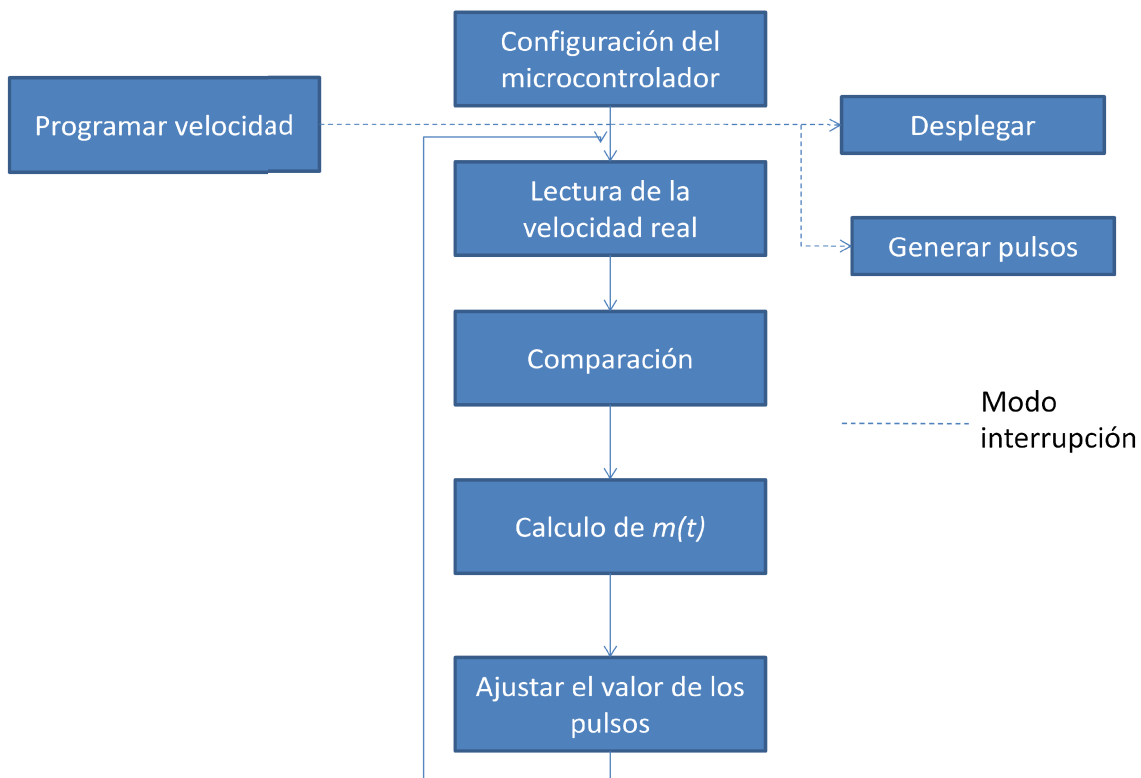 Configuración del
microcontrolador
Programar velocidad
Desplegar
Lectura de la
velocidad real
Generar pulsos
Comparación
Modo
interrupción
Calculo de m(t)
Ajustar el valor de los
pulsos